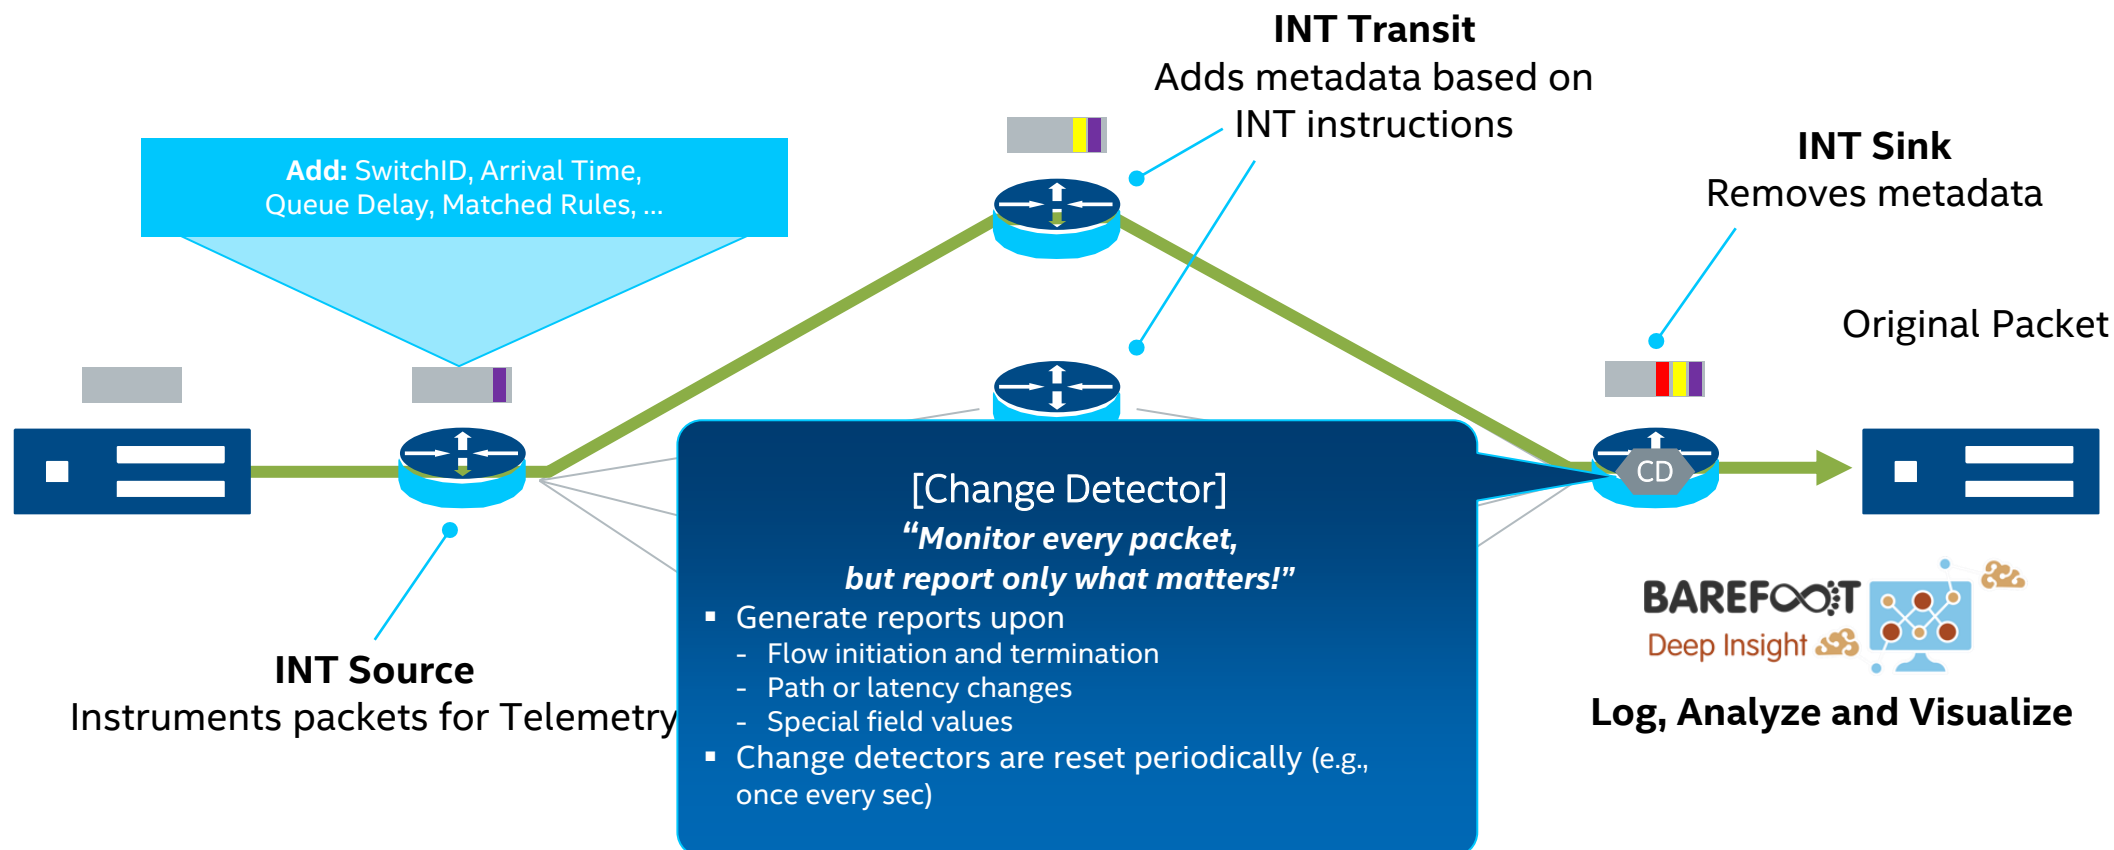 INT Transit
Adds metadata based on
INT instructions
INT Sink
Removes metadata
Add: SwitchID, Arrival Time,
Queue Delay, Matched Rules, ...
Original Packet
CD
[Change Detector]
“Monitor every packet,
but report only what matters!”
▪ Generate reports upon
- Flow initiation and termination
- Path or latency changes
- Special field values
▪ Change detectors are reset periodically (e.g.,
once every sec)
INT Source
Instruments packets for Telemetry
BAREFOOT
Deep Insight
Log, Analyze and Visualize